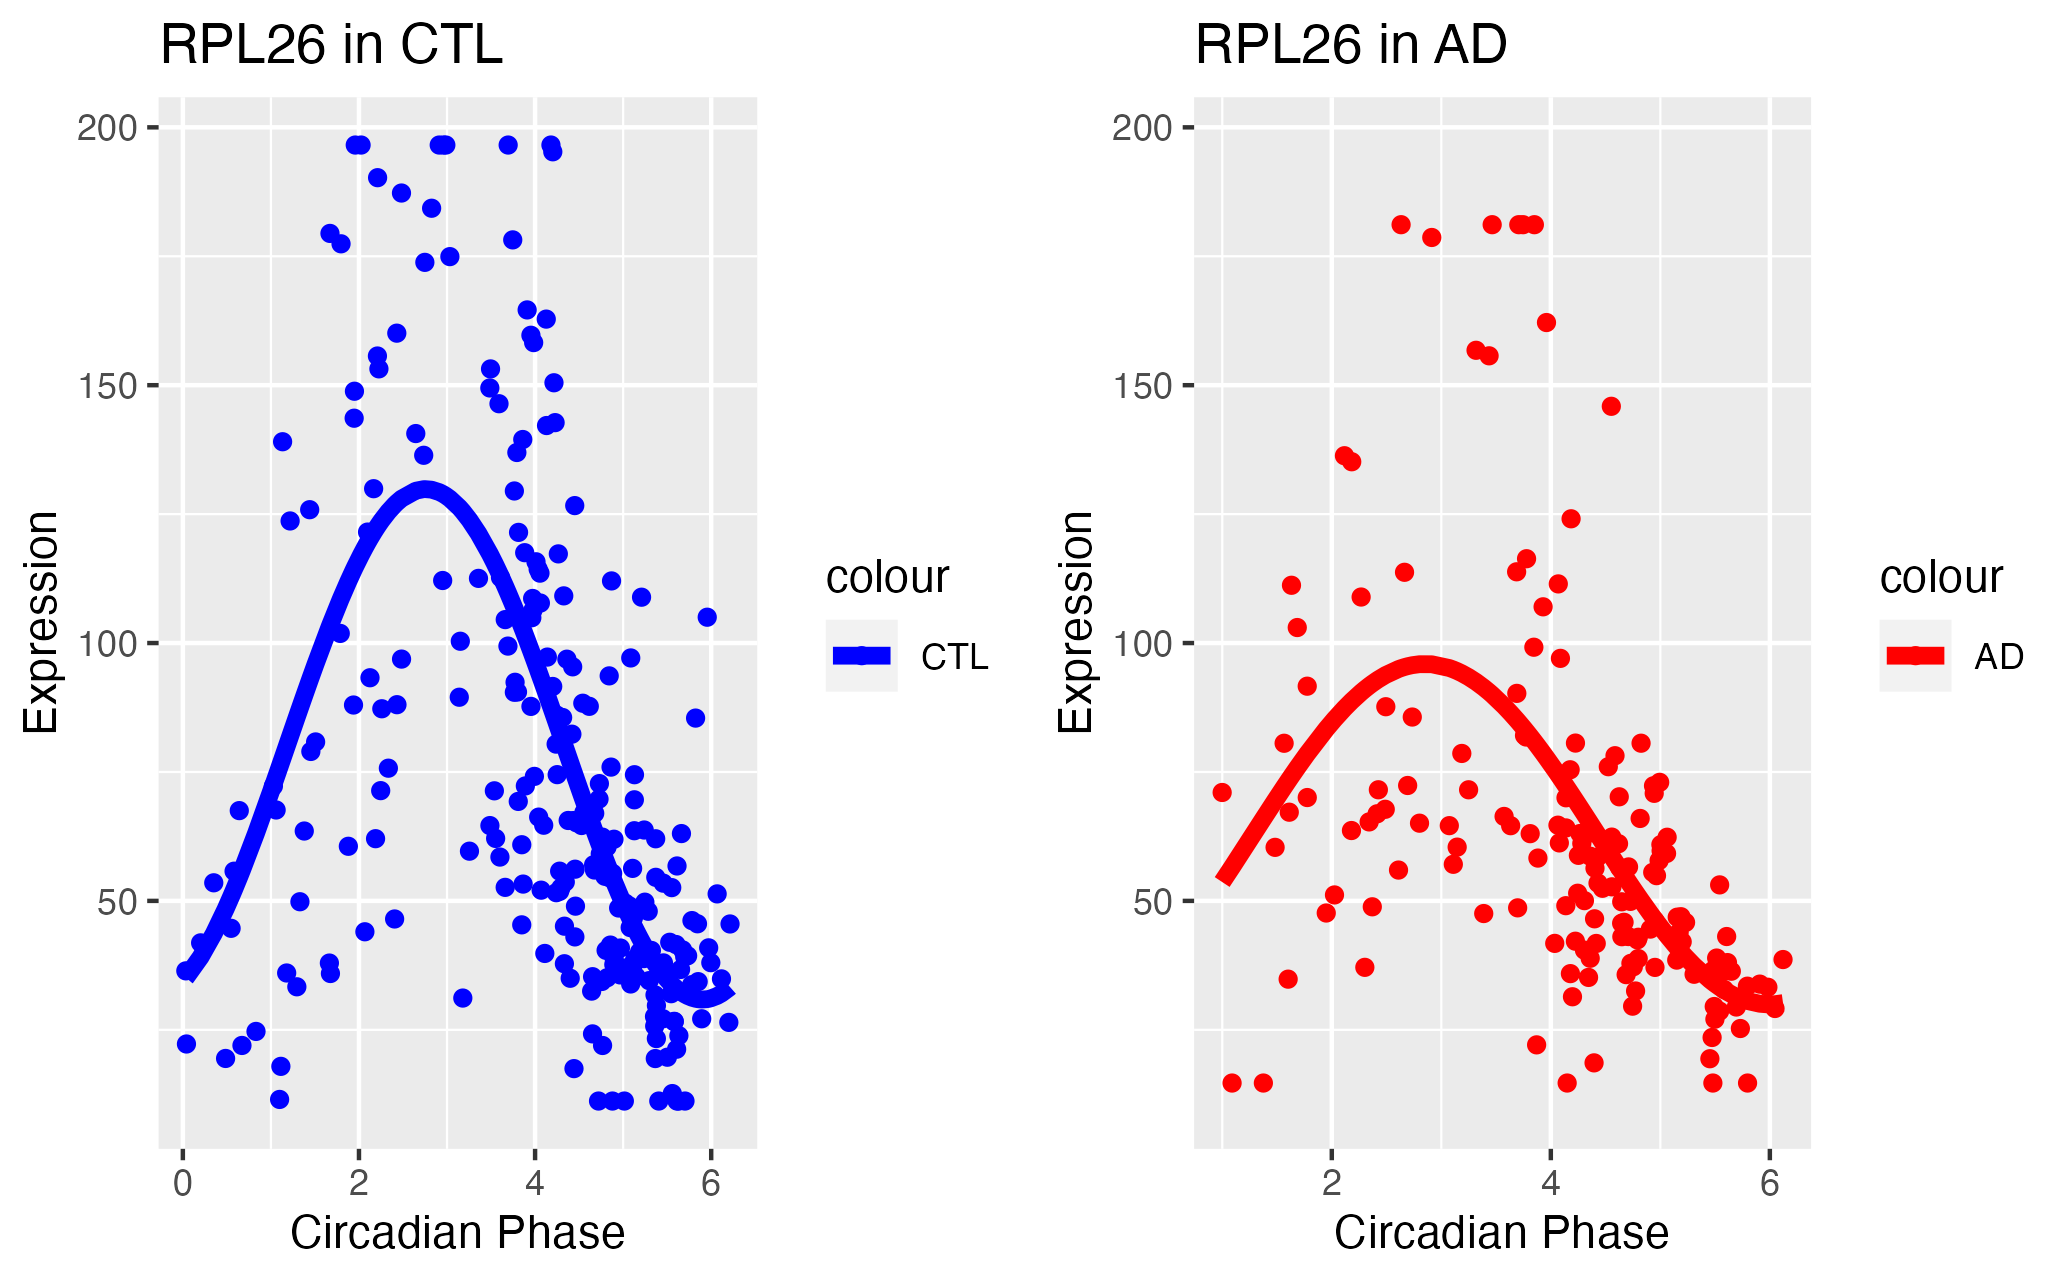 RPL26 in CTL
200
150
100
50
Expression
0 2 4 6
Circadian Phase
colour
CTL
RPL26 in AD
200
150
100
50
Expression
2 4 6
Circadian Phase
colour
AD